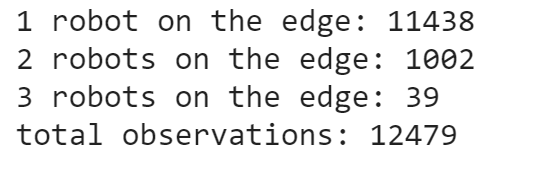 1 robot on the edge: 11438
2 robots on the edge: 1002
3 robots on the edge: 39
total observations: 12479